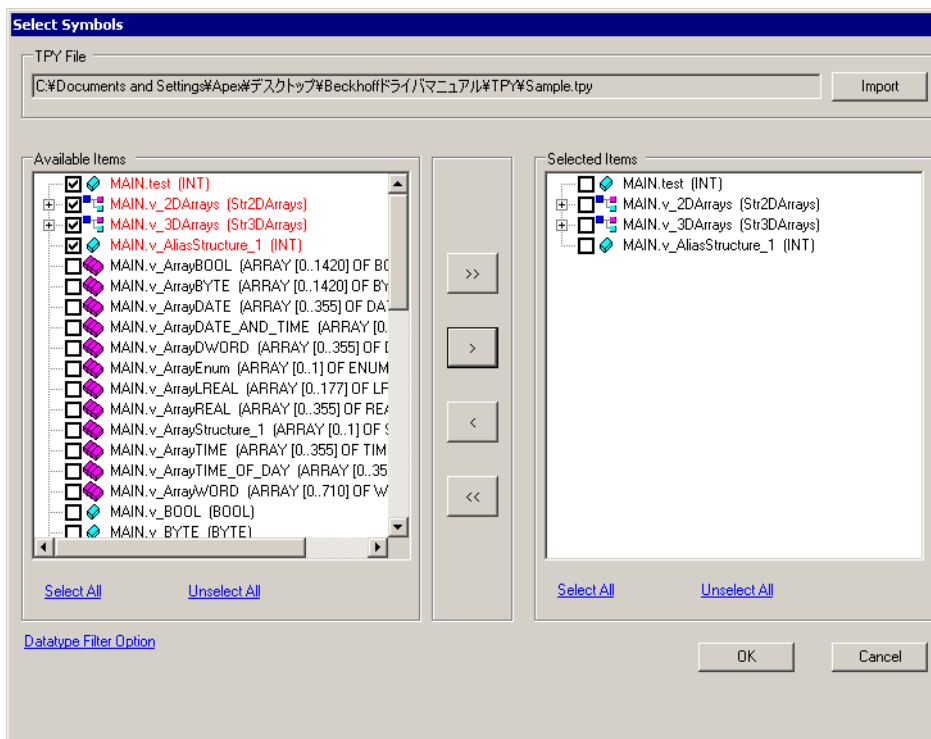 Select Symbols
TPY File
C:¥Documents and Settings¥Apex¥デスクトップ¥Beckhoffドライバマニュアル¥TPY¥Sample.tpy
Import
Available Items
MAIN.test (INT)
MAIN.v_2DArrays (Str2DArrays)
MAIN.v_3DArrays (Str3DArrays)
MAIN.v_AliasStructure_1 (INT)
MAIN.v_ArrayBOOL (ARRAY [0..1420] OF BO
MAIN.v_ArrayBYTE (ARRAY [0..1420] OF BY
MAIN.v_ArrayDATE (ARRAY [0..355] OF DA
MAIN.v_ArrayDATE_AND_TIME (ARRAY [0.
MAIN.v_ArrayDWORD (ARRAY [0..355] OF
MAIN.v_ArrayEnum (ARRAY [0..1] OF ENUM
MAIN.v_ArrayLREAL (ARRAY [0..177] OF
MAIN.v_ArrayREAL (ARRAY [0..355] OF REA
MAIN.v_ArrayStructure_1 (ARRAY [0..1] OF
MAIN.v_ArrayTIME (ARRAY [0..355] OF TIM
MAIN.v_ArrayTIME_OF_DAY (ARRAY [0..35
MAIN.v_ArrayWORD (ARRAY [0..710] OF W
MAIN.v_BOOL (BOOL)
MAIN.v_BYTE (BYTE)
Select All
Unselect All
>>
>
<
<<
Selected Items
MAIN.test (INT)
MAIN.v_2DArrays (Str2DArrays)
MAIN.v_3DArrays (Str3DArrays)
MAIN.v_AliasStructure_1 (INT)
Select All
Unselect All
Datatype Filter Option
OK
Cancel